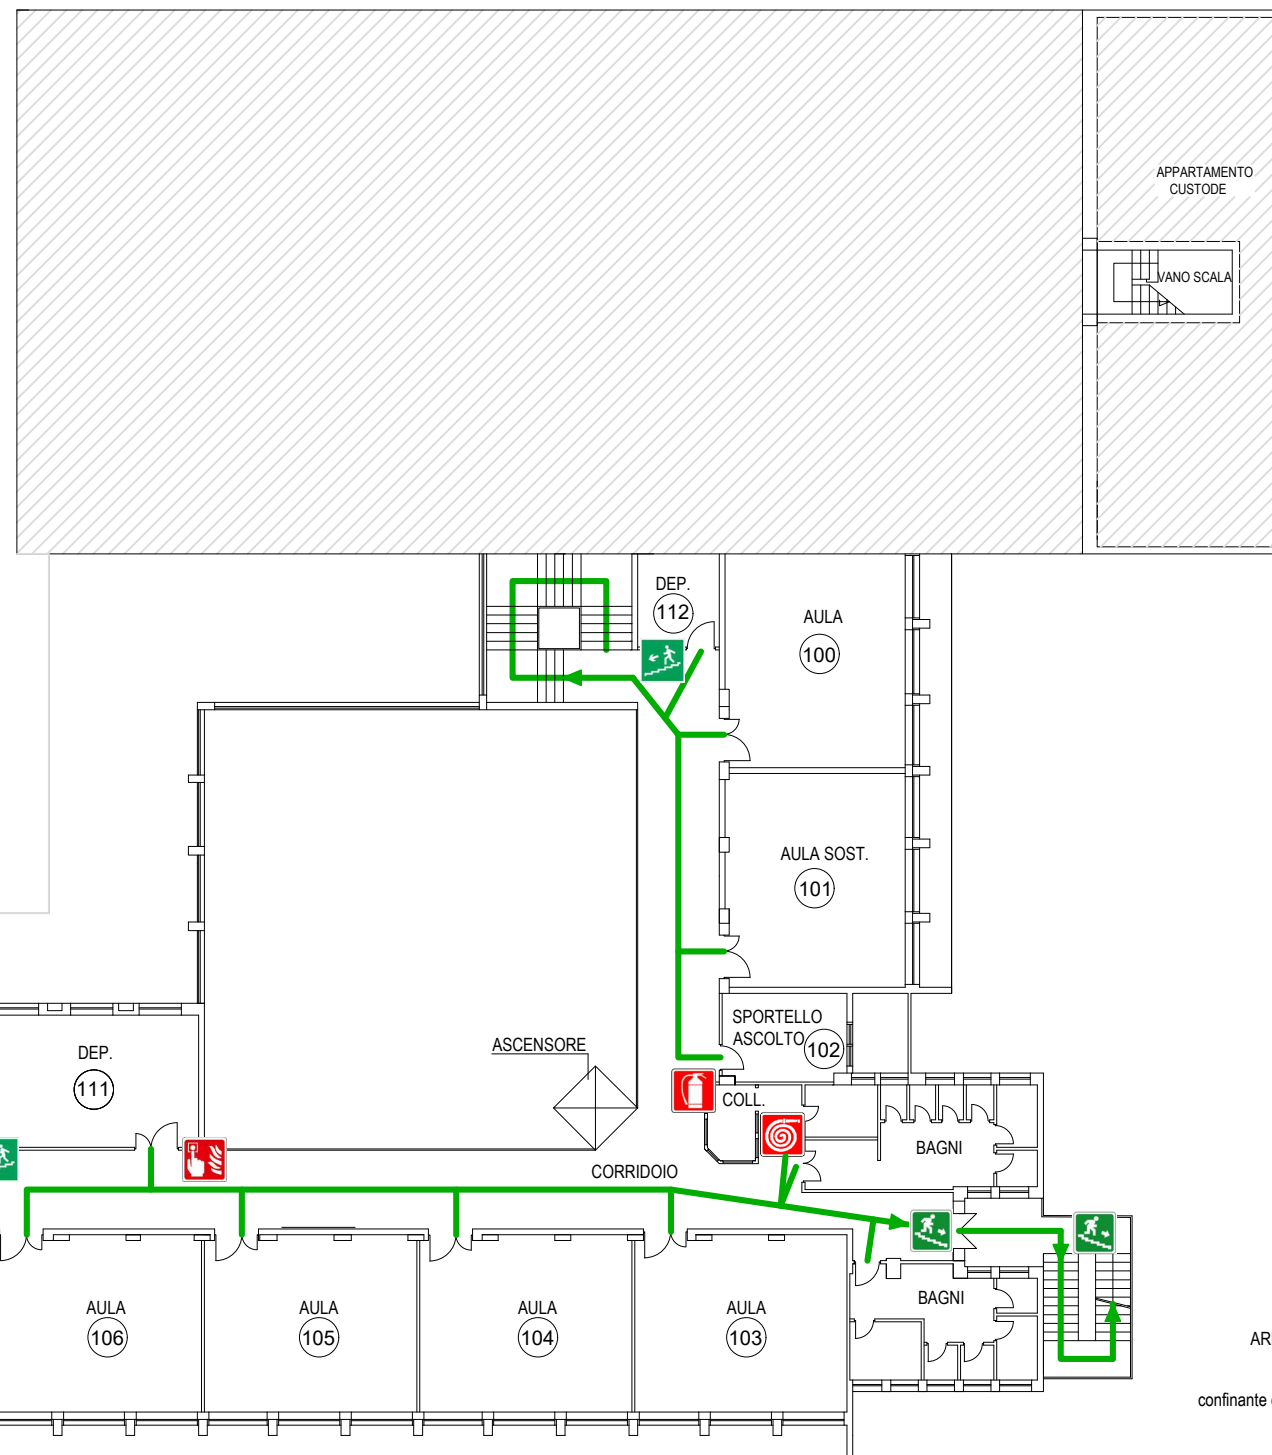 APPARTAMENTO
CUSTODE
VANO SCALA
DEP.
112
AULA
100
AULA SOST.
101
SPORTELLO
ASCOLTO
102
ASCENSORE
DEP.
111
COLL.
BAGNI
CORRIDOIO
BAGNI
AULA
106
AULA
105
AULA
104
AULA
103
AR
confinante